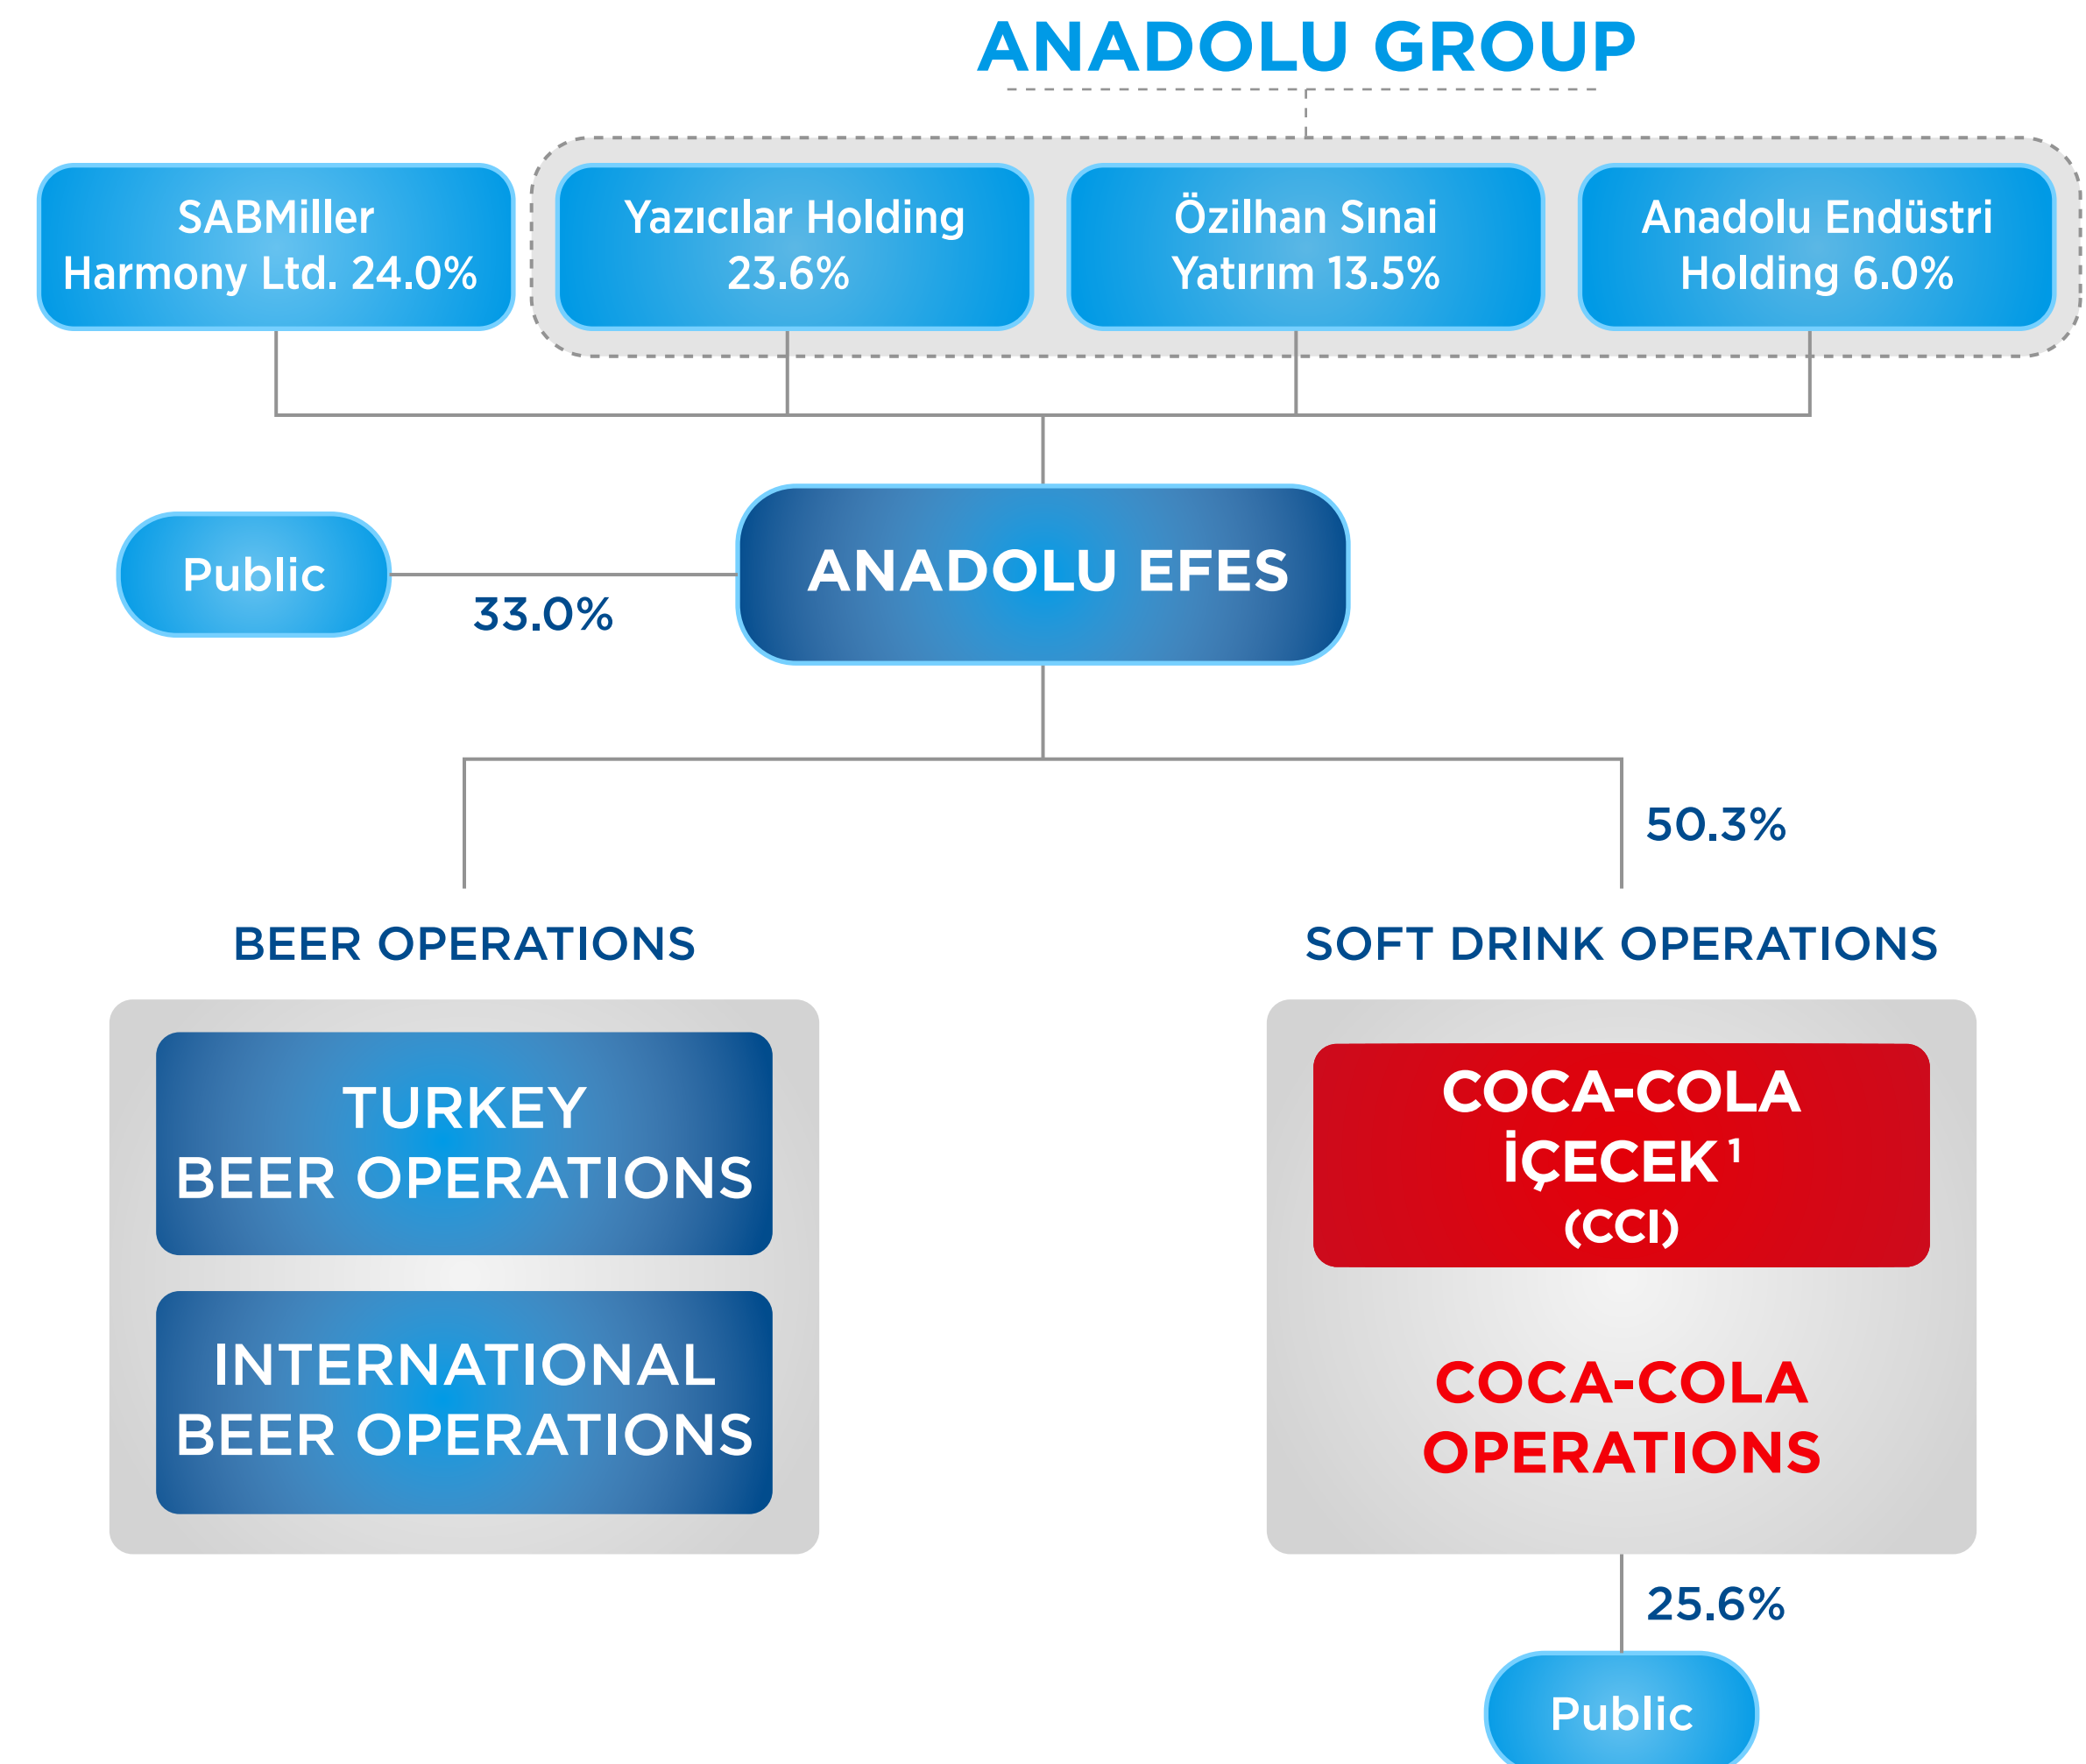 ANADOLU GROUP
SABMiller
Harmony Ltd. 24.0%
Yazıcılar Holding
23.6%
Özilhan Sınai
Yatırım 13.5%
Anadolu Endüstri
Holding 6.0%
Public
33.0%
ANADOLU EFES
50.3%
BEER OPERATIONS
TURKEY
BEER OPERATIONS
INTERNATIONAL
BEER OPERATIONS
SOFT DRINK OPERATIONS
COCA-COLA
İÇECEK 1
(CCI)
COCA-COLA
OPERATIONS
25.6%
Public